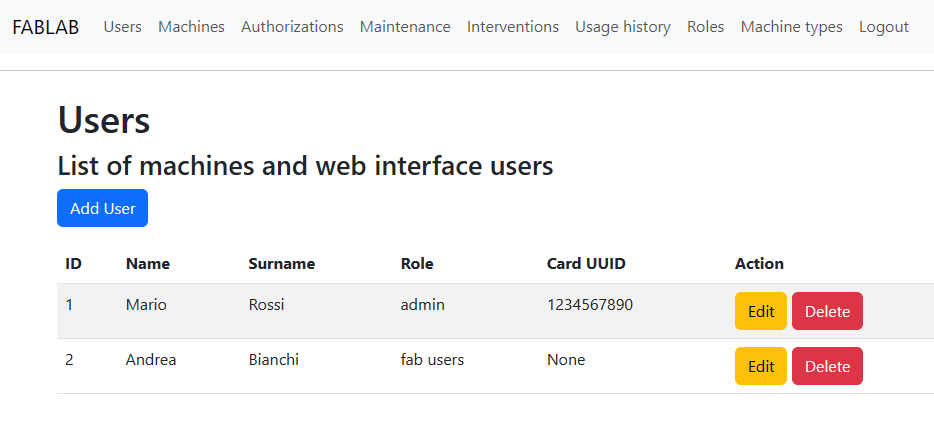 FABLAB Users Machines Authorizations Maintenance Interventions Usage history Roles Machine types Logout
Users
List of machines and web interface users
Add User
ID Name Surname Role Card UUID Action
1 Mario Rossi admin 1234567890 Edit Delete
2 Andrea Bianchi fab users None Edit Delete